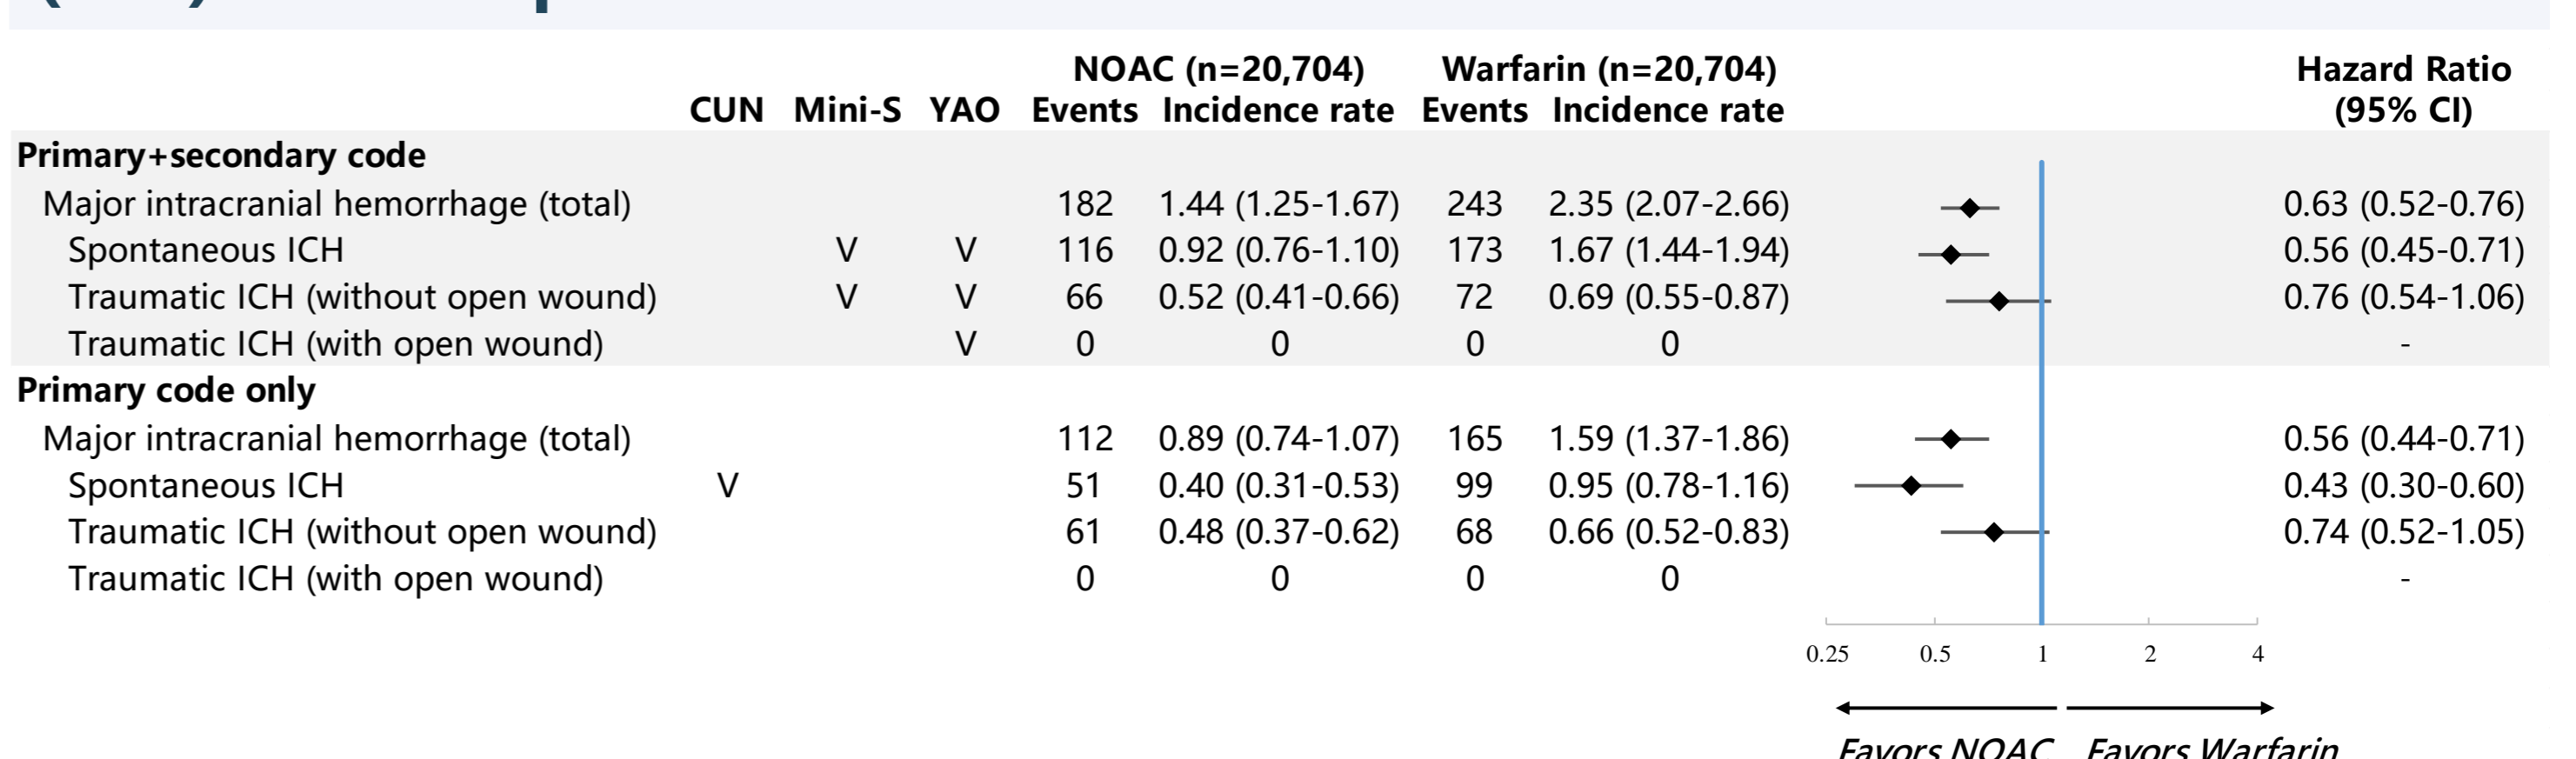 NOAC (n=20,704) Warfarin (n=20,704) Hazard Ratio
CUN Mini-S YAO Events Incidence rate Events Incidence rate (95% CI)
Primary+secondary code
Major intracranial hemorrhage (total) 182 1.44 (1.25-1.67) 243 2.35 (2.07-2.66) 0.63 (0.52-0.76)
Spontaneous ICH V V 116 0.92 (0.76-1.10) 173 1.67 (1.44-1.94) 0.56 (0.45-0.71)
Traumatic ICH (without open wound) V V 66 0.52 (0.41-0.66) 72 0.69 (0.55-0.87) 0.76 (0.54-1.06)
Traumatic ICH (with open wound) V 0 0 0 0 -
Primary code only
Major intracranial hemorrhage (total) 112 0.89 (0.74-1.07) 165 1.59 (1.37-1.86) 0.56 (0.44-0.71)
Spontaneous ICH V 51 0.40 (0.31-0.53) 99 0.95 (0.78-1.16) 0.43 (0.30-0.60)
Traumatic ICH (without open wound) 61 0.48 (0.37-0.62) 68 0.66 (0.52-0.83) 0.74 (0.52-1.05)
Traumatic ICH (with open wound) 0 0 0 0 -
0.25 0.5 1 2 4
Favors NOAC Favors Warfarin